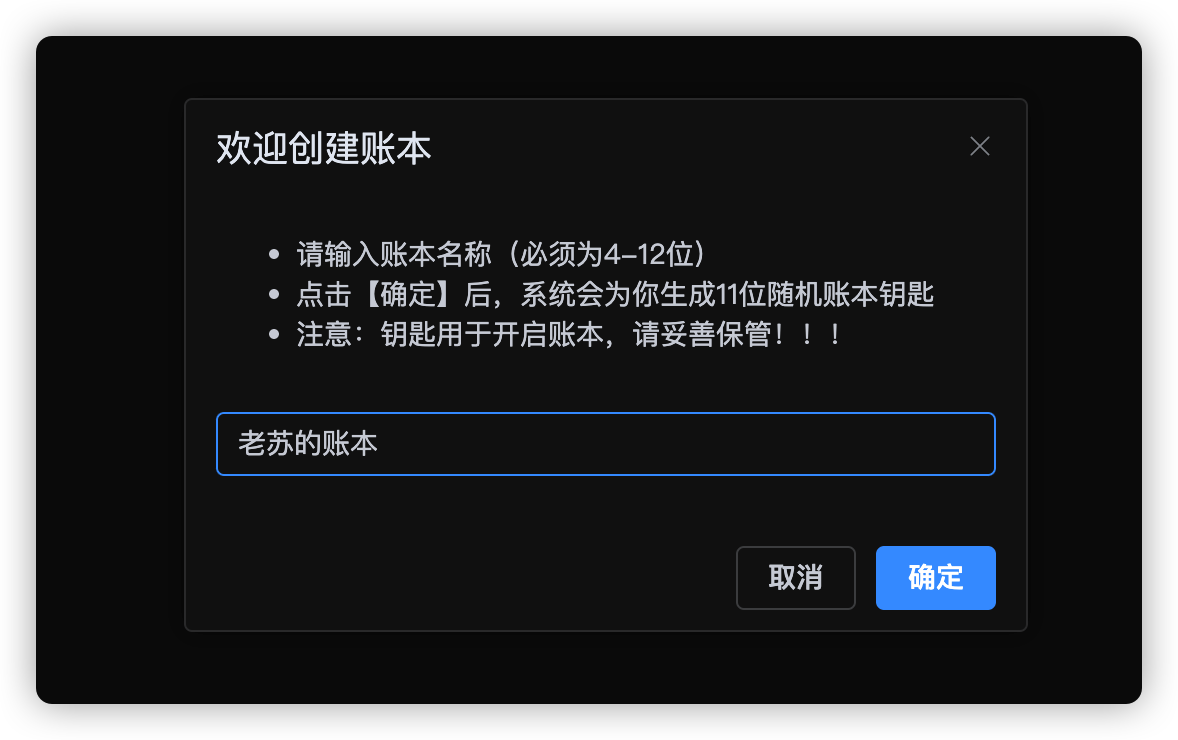 欢迎创建账本
请输入账本名称（必须为4-12位）
点击【确定】后，系统会为你生成11位随机账本钥匙
注意：钥匙用于开启账本，请妥善保管！！！
老苏的账本
取消 确定